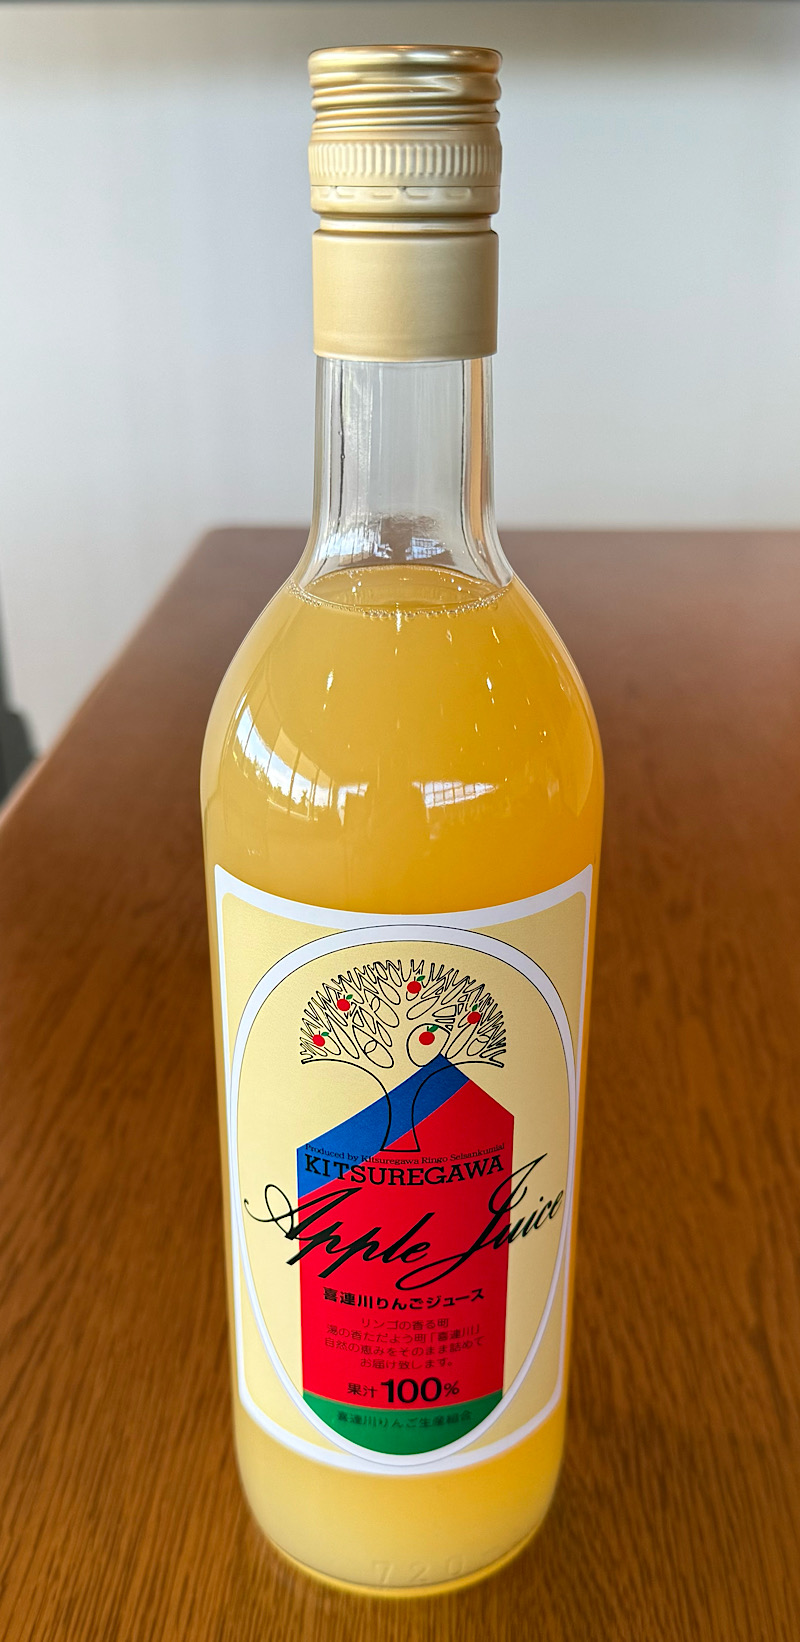 Produced by Kitsuregawa Ringo Seisankumiai
KITSUREGAWA
Apple Juice
喜連川りんごジュース
リンゴの香る町
湯の香ただよう町「喜連川」
自然の恵みをそのまま詰めて
お届け致します。
果汁100%
喜連川りんご生産組合
720